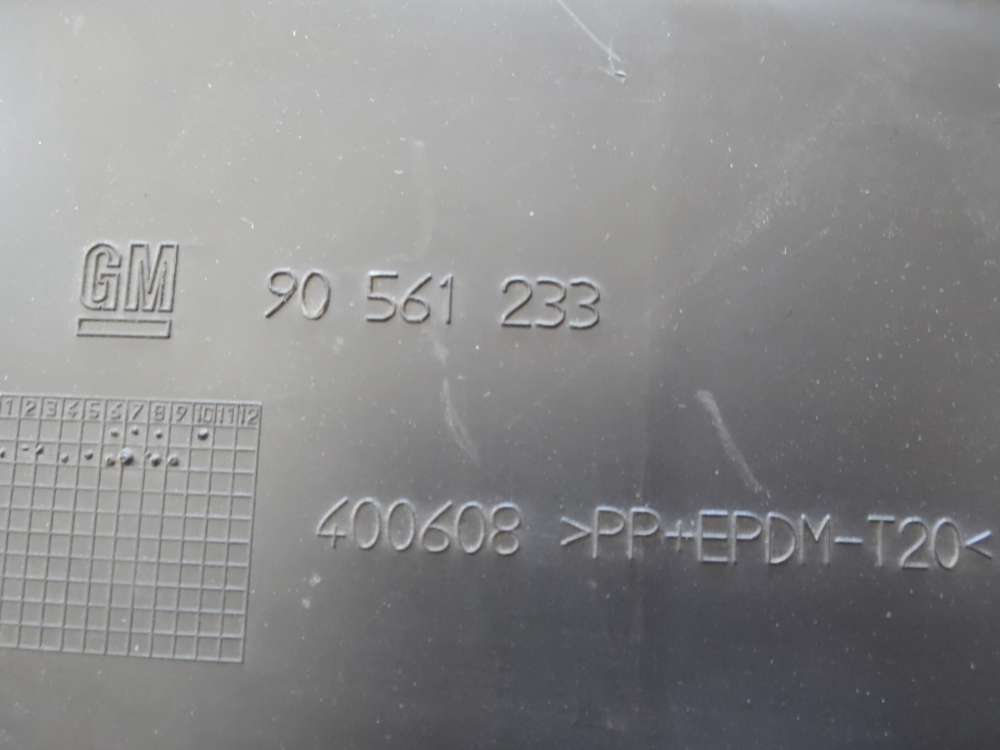 GM
90 561 233
1 2 3 4 5 6 7 8 9 10 11 12
400608 >PP+EPDM-T20<